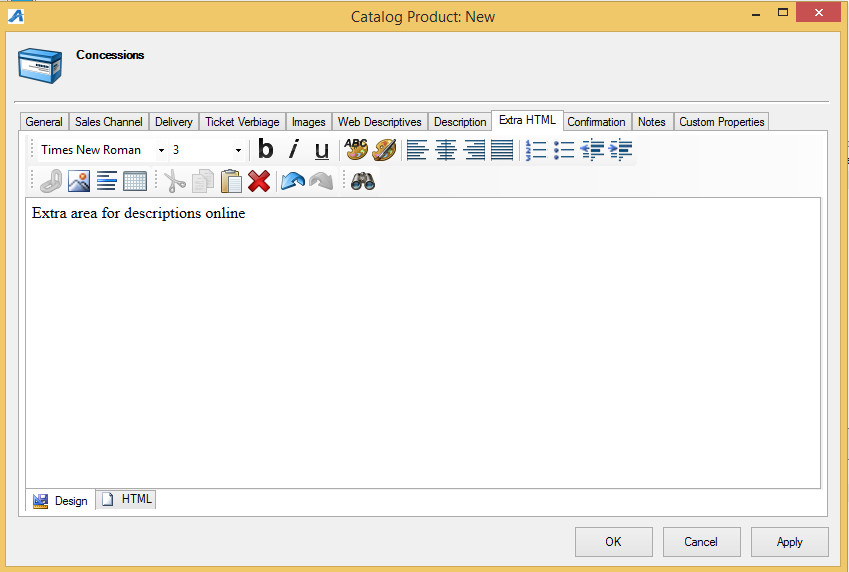 Catalog Product: New
Concessions
General Sales Channel Delivery Ticket Verbiage Images Web Descriptives Description Extra HTML Confirmation Notes Custom Properties
Times New Roman 3 b i u ABC
Extra area for descriptions online
Design HTML
OK Cancel Apply